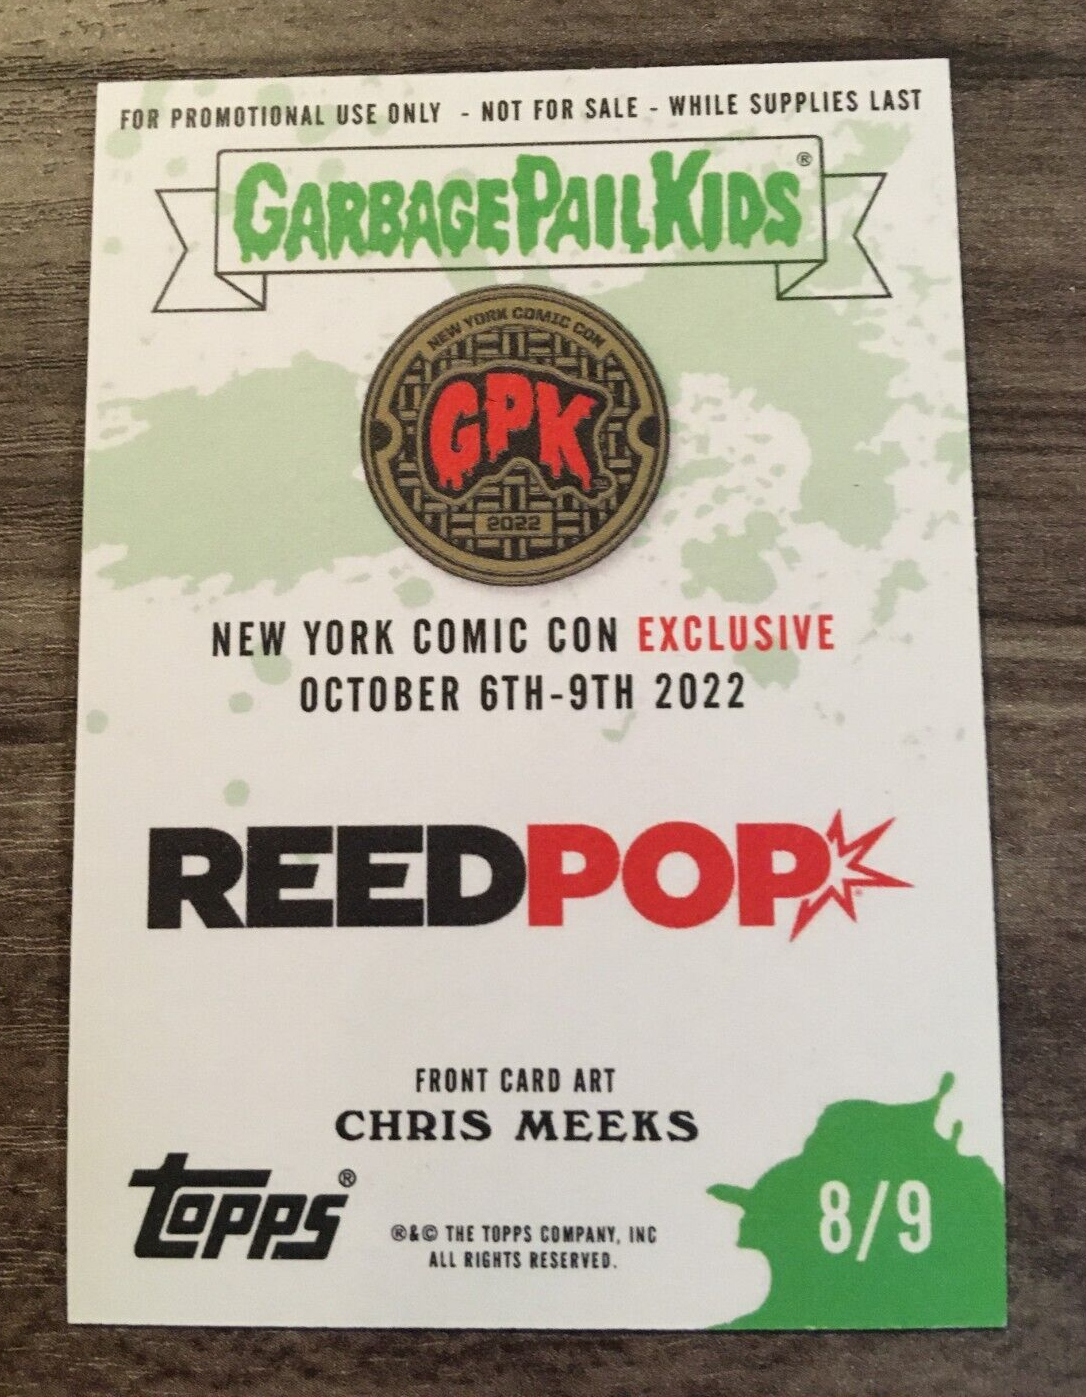 FOR PROMOTIONAL USE ONLY - NOT FOR SALE - WHILE SUPPLIES LAST
GARBAGE PAIL KIDS®
NEW YORK COMIC CON
GPK
2022
NEW YORK COMIC CON EXCLUSIVE
OCTOBER 6TH-9TH 2022
REEDPOP
FRONT CARD ART
CHRIS MEEKS
topps®
®&© THE TOPPS COMPANY, INC
ALL RIGHTS RESERVED.
8/9